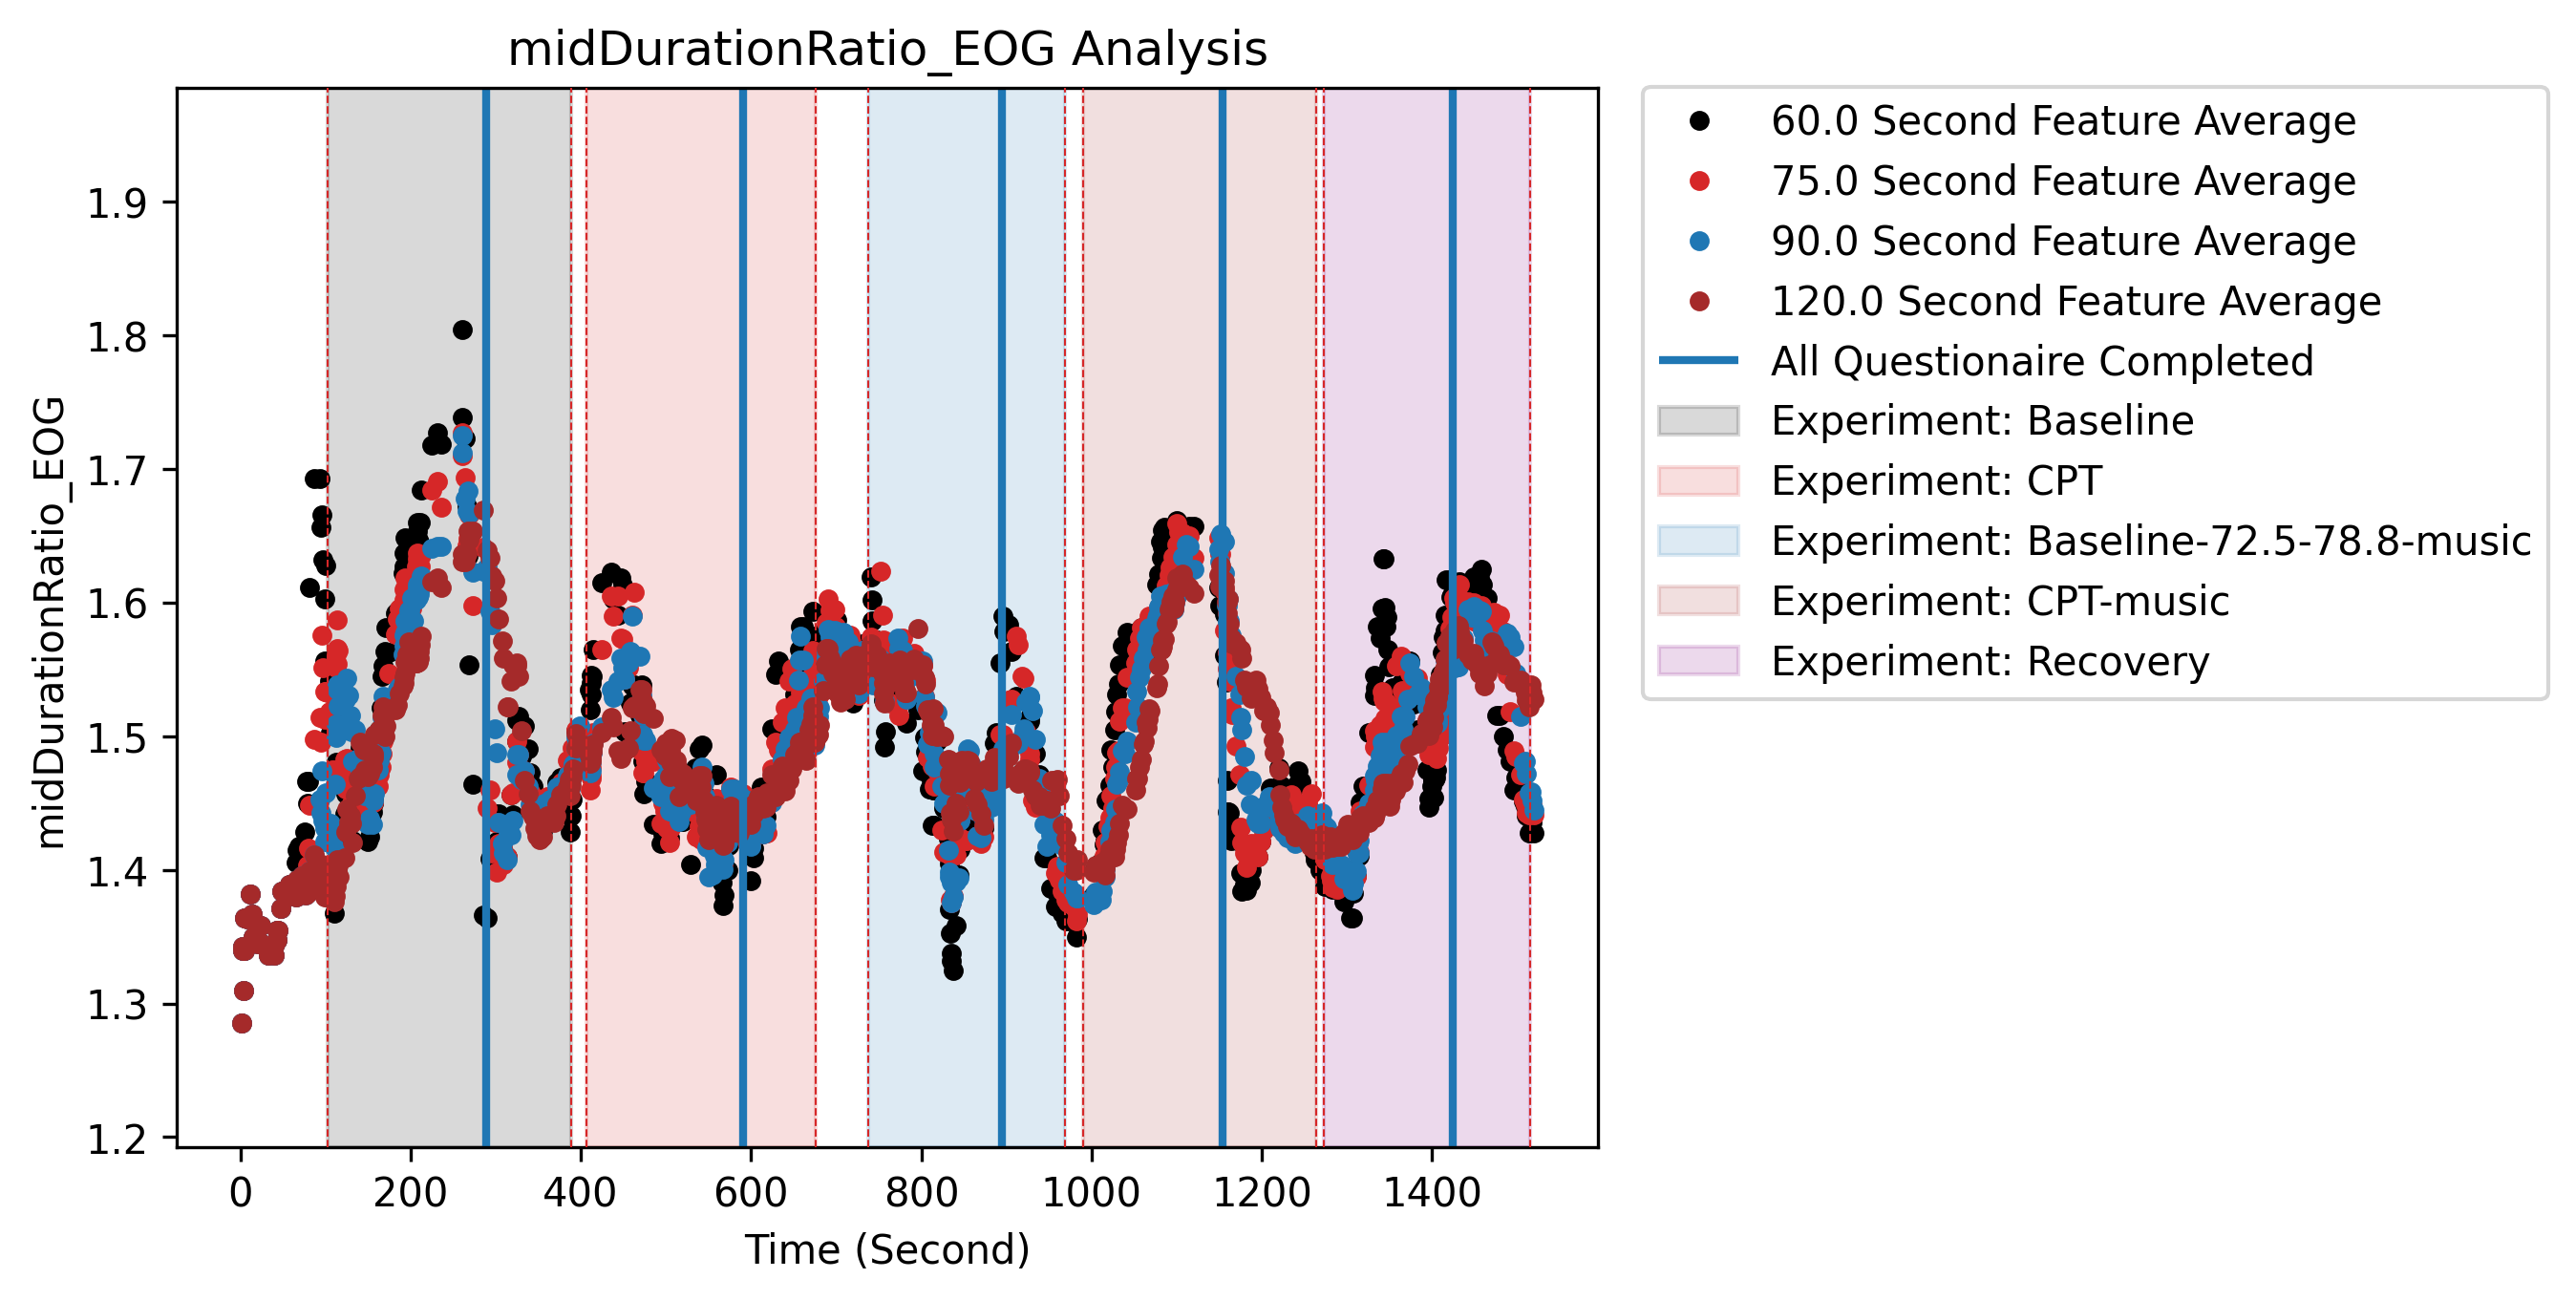 midDurationRatio_EOG Analysis
midDurationRatio_EOG
1.9
1.8
1.7
1.6
1.5
1.4
1.3
1.2
0 200 400 600 800 1000 1200 1400
Time (Second)
60.0 Second Feature Average
75.0 Second Feature Average
90.0 Second Feature Average
120.0 Second Feature Average
All Questionaire Completed
Experiment: Baseline
Experiment: CPT
Experiment: Baseline-72.5-78.8-music
Experiment: CPT-music
Experiment: Recovery